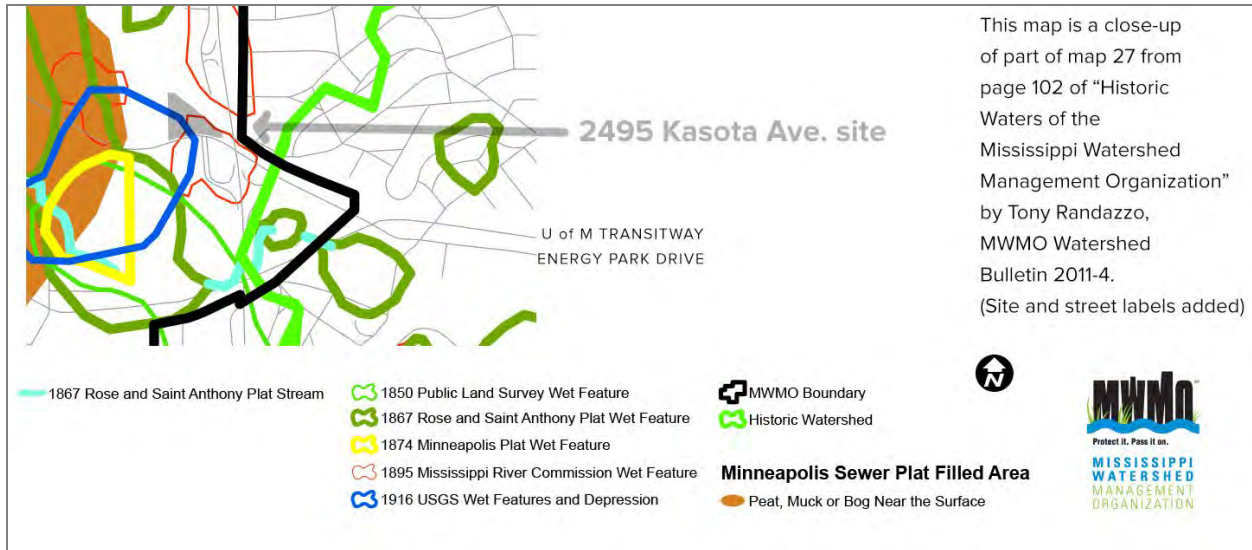 This map is a close-up
of part of map 27 from
page 102 of “Historic
Waters of the
Mississippi Watershed
Management Organization”
by Tony Randazzo,
MWMO Watershed
Bulletin 2011-4.
(Site and street labels added)
2495 Kasota Ave. site
U of M TRANSITWAY
ENERGY PARK DRIVE
1867 Rose and Saint Anthony Plat Stream
1850 Public Land Survey Wet Feature
1867 Rose and Saint Anthony Plat Wet Feature
1874 Minneapolis Plat Wet Feature
1895 Mississippi River Commission Wet Feature
1916 USGS Wet Features and Depression
MWMO Boundary
Historic Watershed
Minneapolis Sewer Plat Filled Area
Peat, Muck or Bog Near the Surface
N
MWMO
Protect it. Pass it on.
MISSISSIPPI
WATERSHED
MANAGEMENT
ORGANIZATION